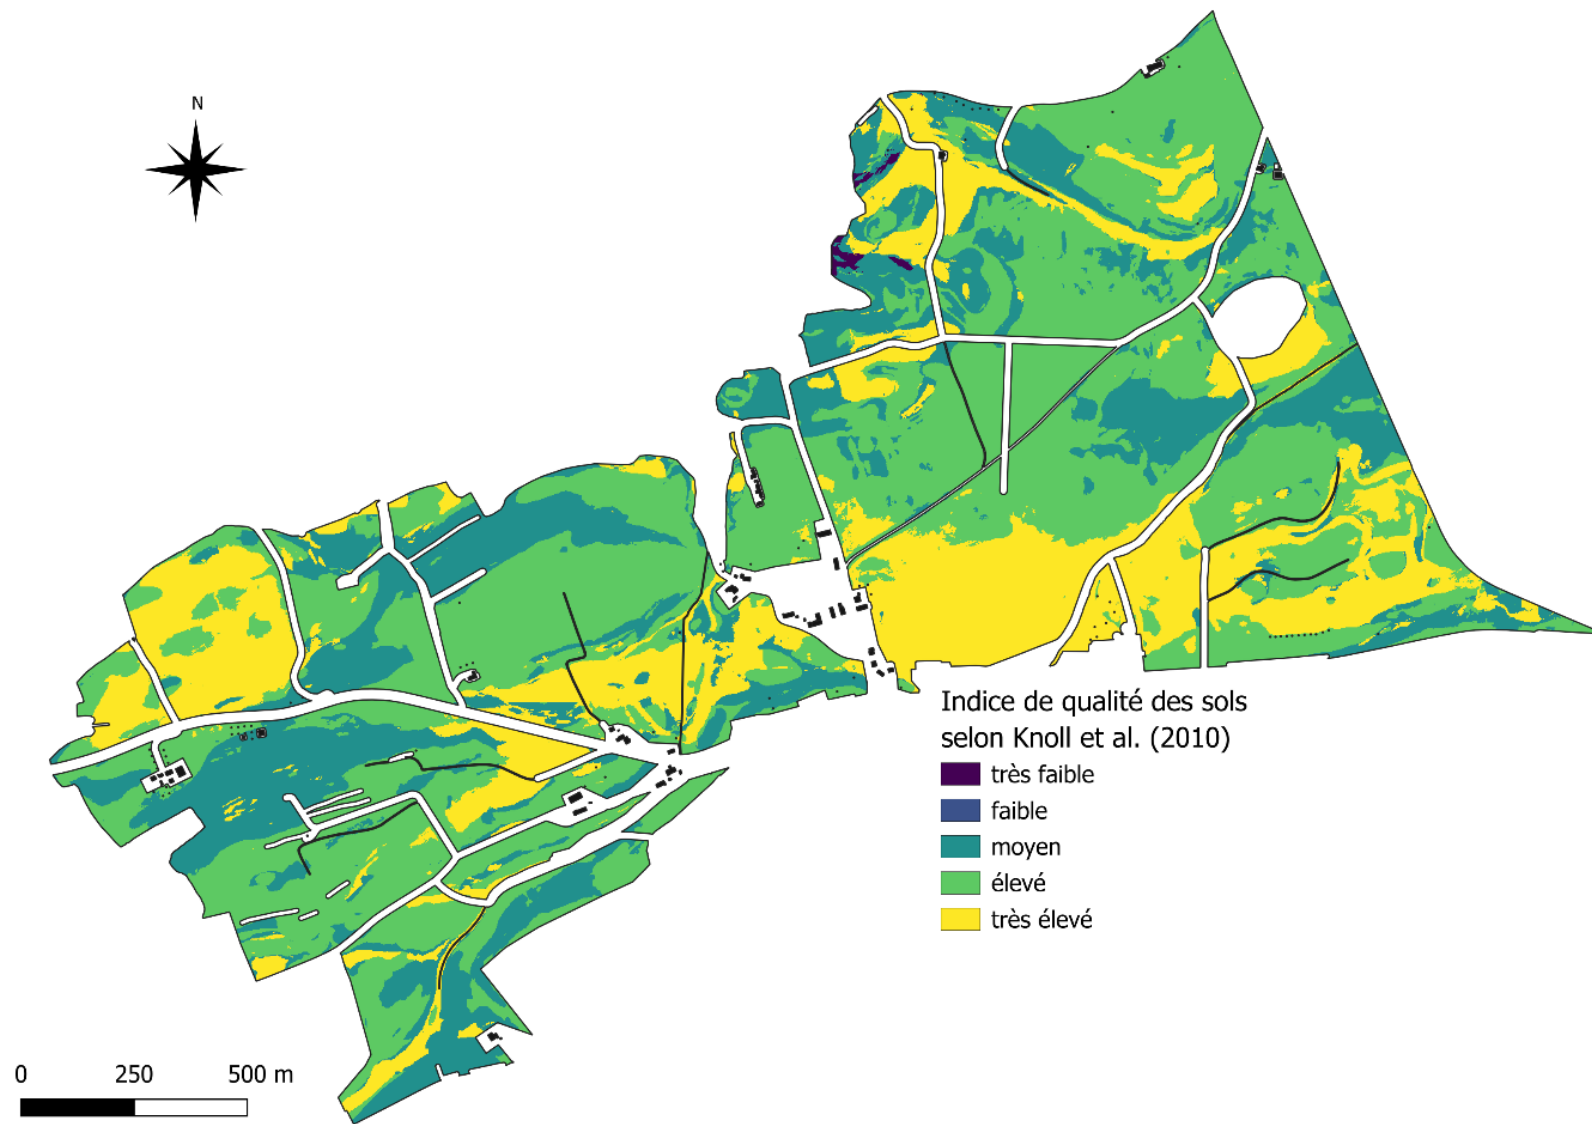 N
Indice de qualité des sols
selon Knoll et al. (2010)
très faible
faible
moyen
élevé
très élevé
0 250 500 m